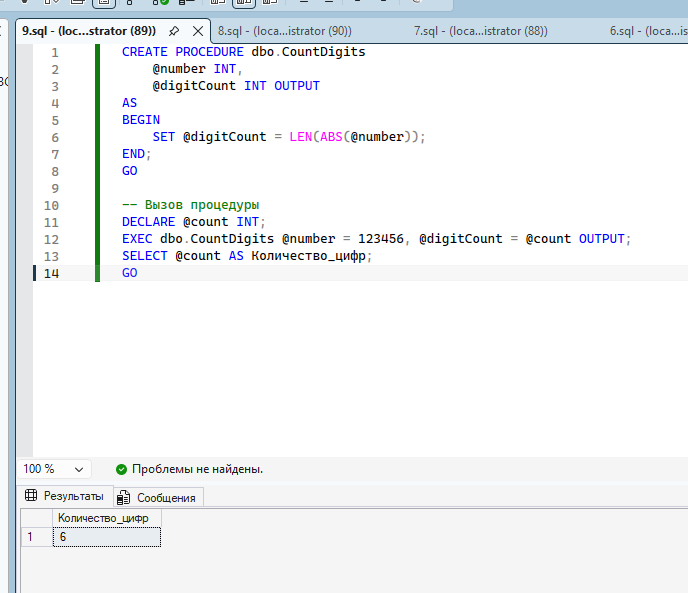 9.sql - (loc...strator (89))
8.sql - (loca...istrator (90))
7.sql - (loca...istrator (88))
6.sql - (loca...is
1 CREATE PROCEDURE dbo.CountDigits
2 @number INT,
3 @digitCount INT OUTPUT
4 AS
5 BEGIN
6 SET @digitCount = LEN(ABS(@number));
7 END;
8 GO
9
10 -- Вызов процедуры
11 DECLARE @count INT;
12 EXEC dbo.CountDigits @number = 123456, @digitCount = @count OUTPUT;
13 SELECT @count AS Количество_цифр;
14 GO
100 %
Проблемы не найдены.
Результаты
Сообщения
Количество_цифр
1 6